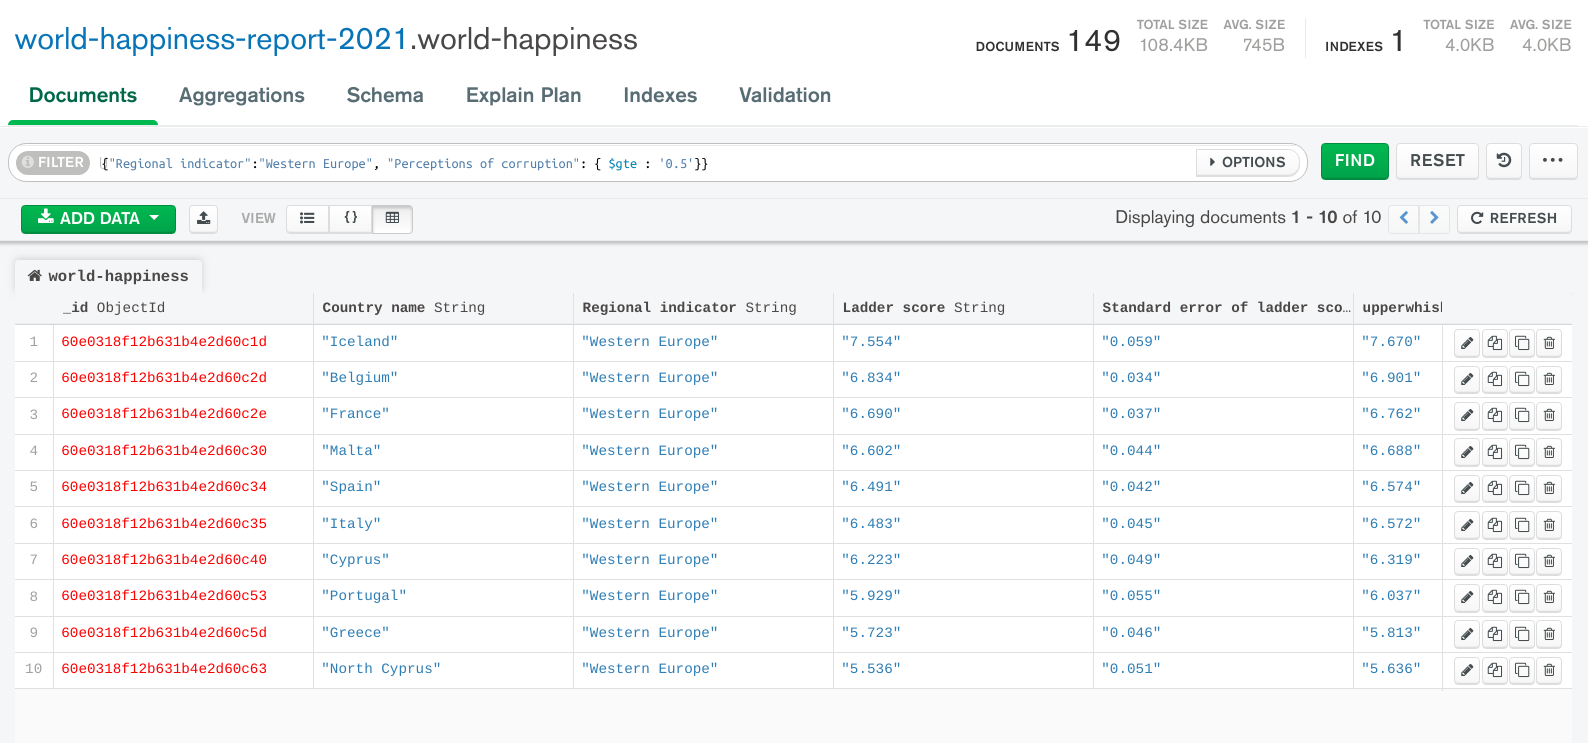 world-happiness-report-2021.world-happiness
DOCUMENTS 149 TOTAL SIZE 108.4KB AVG. SIZE 745B INDEXES 1 TOTAL SIZE 4.0KB AVG. SIZE 4.0KB
Documents Aggregations Schema Explain Plan Indexes Validation
FILTER {"Regional indicator":"Western Europe", "Perceptions of corruption": { $gte : '0.5'}} OPTIONS FIND RESET
ADD DATA VIEW {} Displaying documents 1 - 10 of 10 REFRESH
world-happiness
_id ObjectId Country name String Regional indicator String Ladder score String Standard error of ladder sco… upperwhis
1 60e0318f12b631b4e2d60c1d "Iceland" "Western Europe" "7.554" "0.059" "7.670"
2 60e0318f12b631b4e2d60c2d "Belgium" "Western Europe" "6.834" "0.034" "6.901"
3 60e0318f12b631b4e2d60c2e "France" "Western Europe" "6.690" "0.037" "6.762"
4 60e0318f12b631b4e2d60c30 "Malta" "Western Europe" "6.602" "0.044" "6.688"
5 60e0318f12b631b4e2d60c34 "Spain" "Western Europe" "6.491" "0.042" "6.574"
6 60e0318f12b631b4e2d60c35 "Italy" "Western Europe" "6.483" "0.045" "6.572"
7 60e0318f12b631b4e2d60c40 "Cyprus" "Western Europe" "6.223" "0.049" "6.319"
8 60e0318f12b631b4e2d60c53 "Portugal" "Western Europe" "5.929" "0.055" "6.037"
9 60e0318f12b631b4e2d60c5d "Greece" "Western Europe" "5.723" "0.046" "5.813"
10 60e0318f12b631b4e2d60c63 "North Cyprus" "Western Europe" "5.536" "0.051" "5.636"